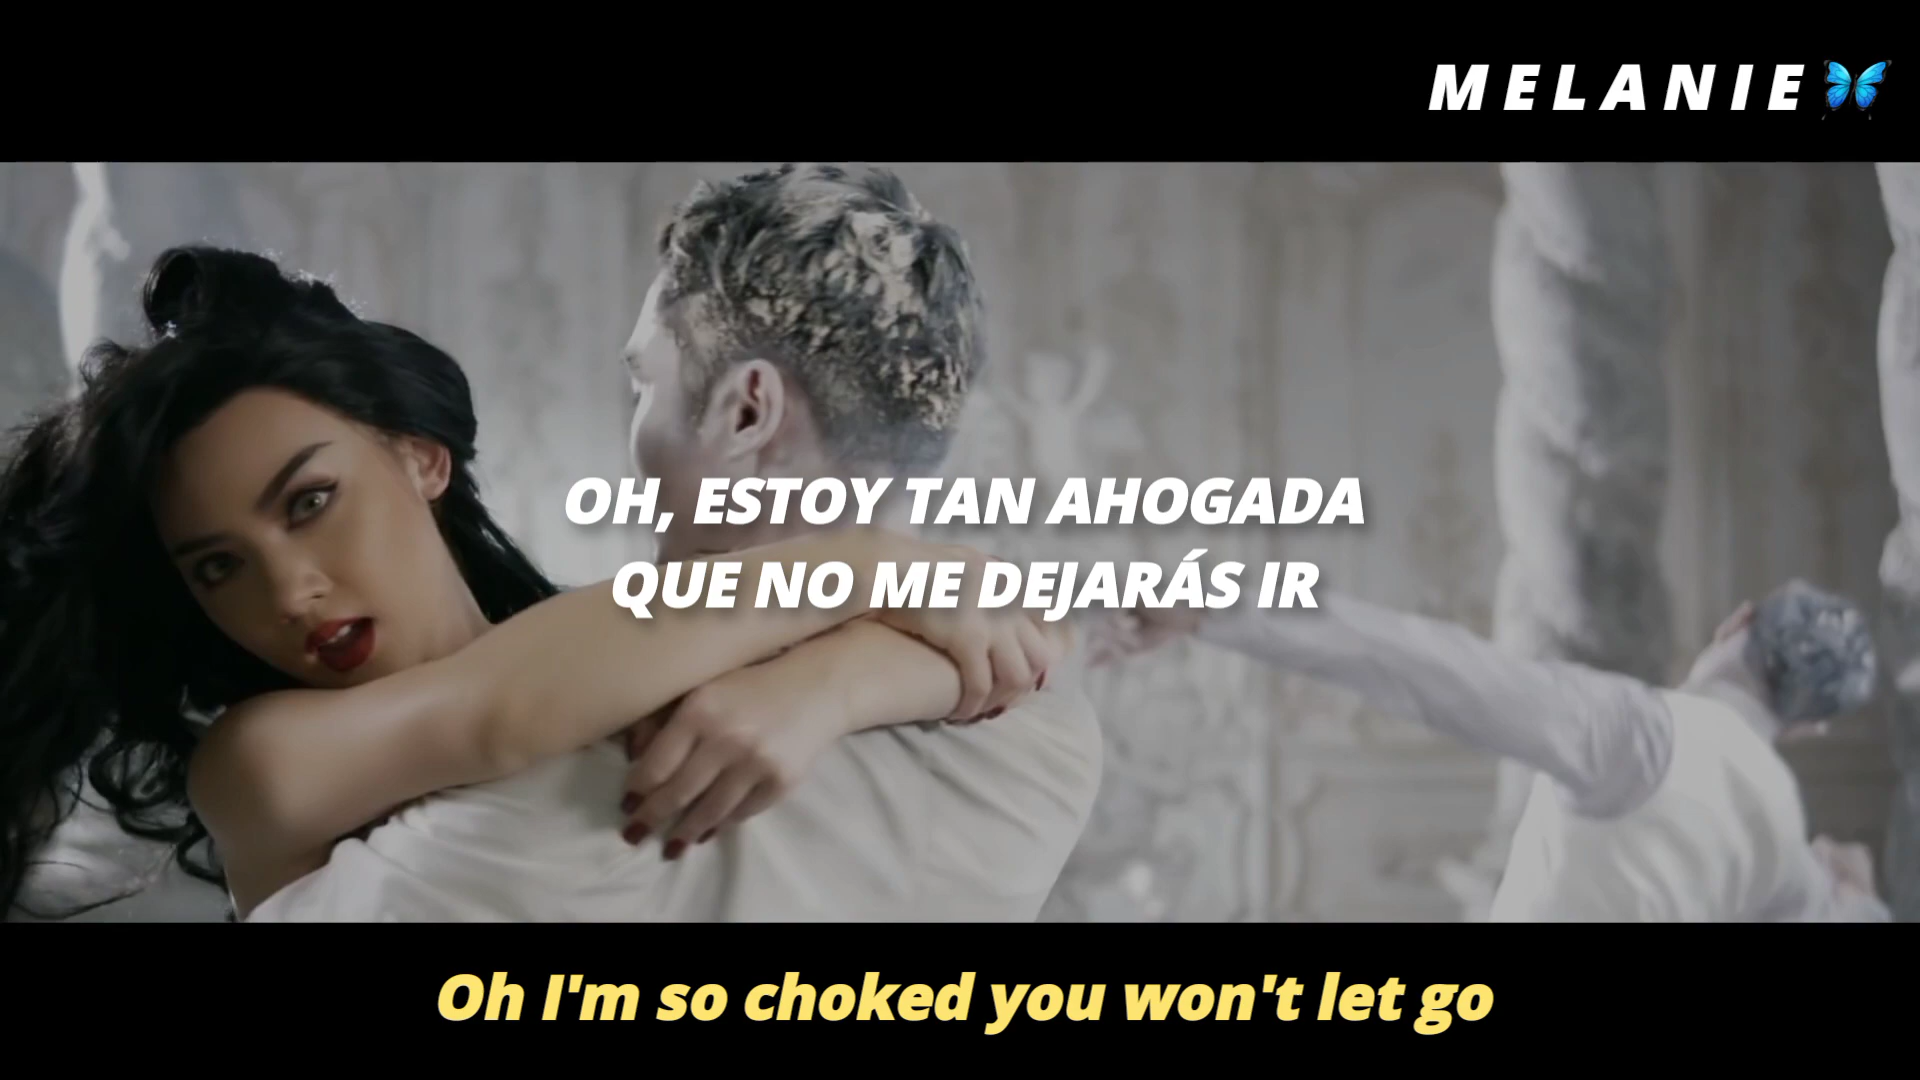 MELANIE🦋
OH, ESTOY TAN AHOGADA
QUE NO ME DEJARÁS IR
Oh I'm so choked you won't let go